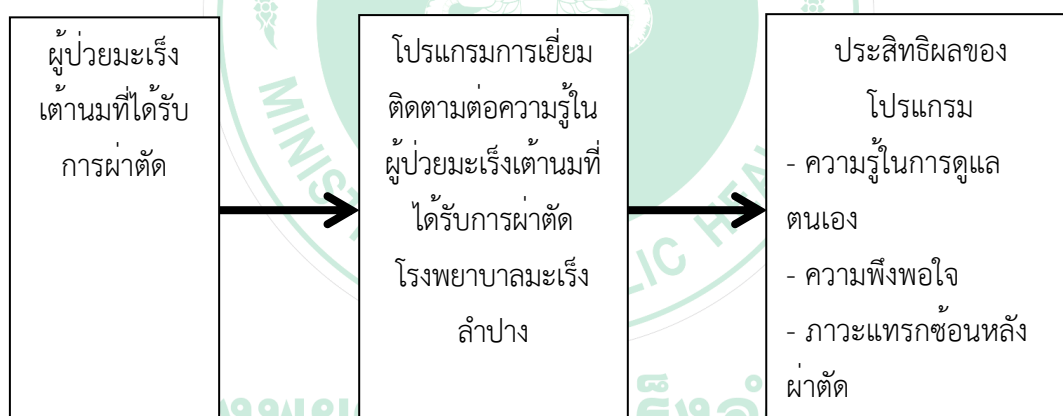 ผู้ป่วยมะเร็ง
เต้านมที่ได้รับ
การผ่าตัด
โปรแกรมการเยี่ยม
ติดตามต่อความรู้ใน
ผู้ป่วยมะเร็งเต้านมที่
ได้รับการผ่าตัด
โรงพยาบาลมะเร็ง
ลำปาง
ประสิทธิผลของ
โปรแกรม
- ความรู้ในการดูแล
ตนเอง
- ความพึงพอใจ
- ภาวะแทรกซ้อนหลัง
ผ่าตัด